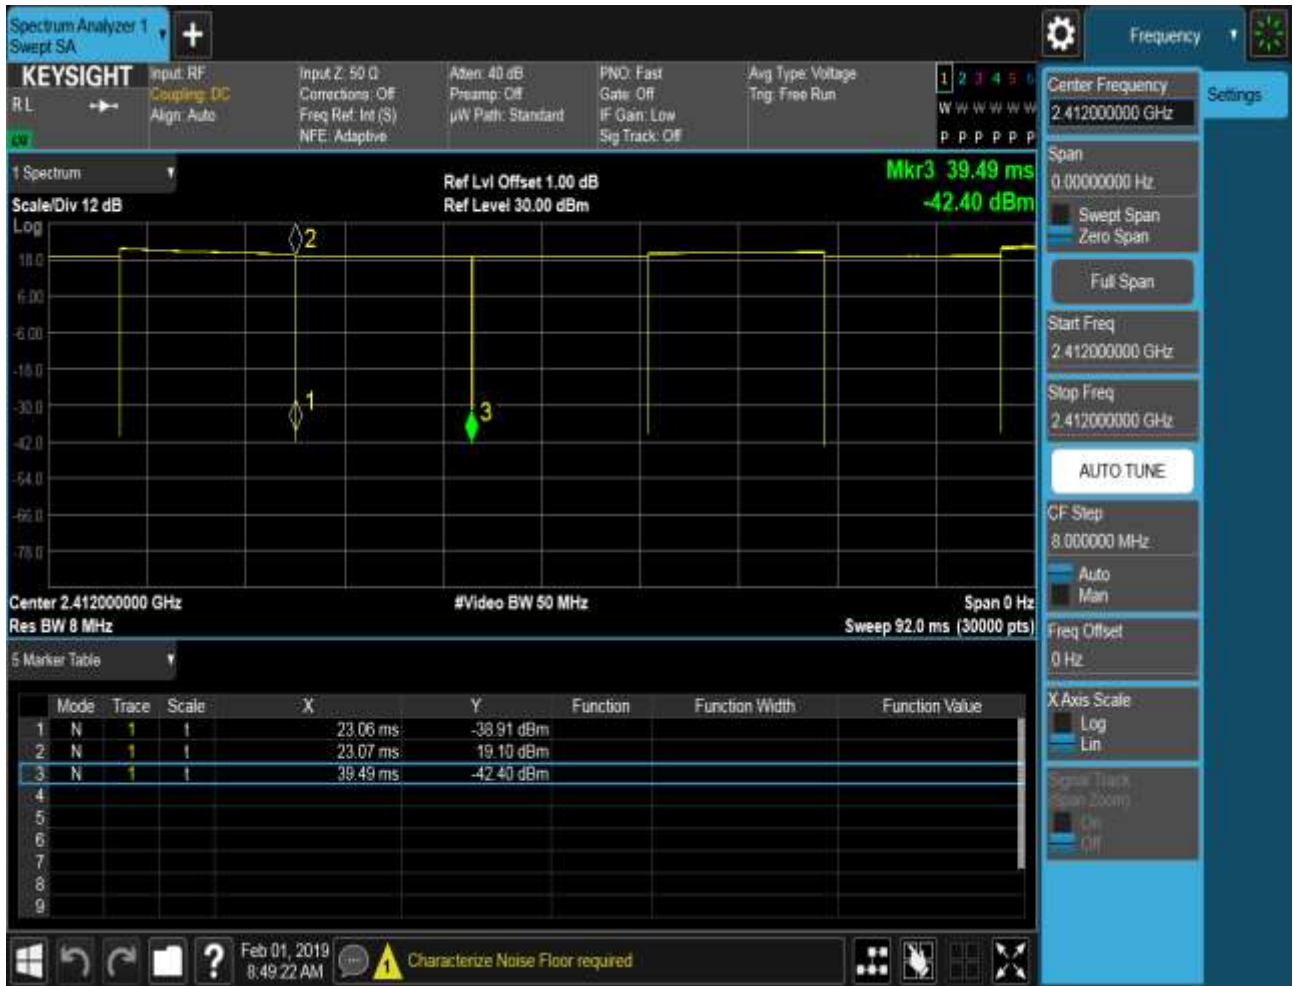 Spectrum Analyzer 1
Swept SA
+
Frequency
KEYSIGHT
RL
Input: RF
Coupling: DC
Align: Auto
Input Z: 50 Ω
Corrections: Off
Freq Ref: Int (S)
NFE: Adaptive
Atten: 40 dB
Preamp: Off
µW Path: Standard
PNO: Fast
Gate: Off
IF Gain: Low
Sig Track: Off
Avg Type: Voltage
Trig: Free Run
1 2 3 4 5 6
W W W W W W
P P P P P P
1 Spectrum
Scale/Div 12 dB
Ref Lvl Offset 1.00 dB
Ref Level 30.00 dBm
Mkr3 39.49 ms
-42.40 dBm
Log
18.0
6.00
-6.00
-18.0
-30.0
-42.0
-54.0
-66.0
-78.0
2
1
3
Center 2.412000000 GHz
#Video BW 50 MHz
Span 0 Hz
Res BW 8 MHz
Sweep 92.0 ms (30000 pts)
5 Marker Table
Mode Trace Scale X Y Function Function Width Function Value
1 N 1 t 23.06 ms -38.91 dBm
2 N 1 t 23.07 ms 19.10 dBm
3 N 1 t 39.49 ms -42.40 dBm
4
5
6
7
8
9
Center Frequency
2.412000000 GHz
Settings
Span
0.00000000 Hz
Swept Span
Zero Span
Full Span
Start Freq
2.412000000 GHz
Stop Freq
2.412000000 GHz
AUTO TUNE
CF Step
8.000000 MHz
Auto
Man
Freq Offset
0 Hz
X Axis Scale
Log
Lin
Signal Track
(Span Zoom)
On
Off
?
Feb 01, 2019
8:49:22 AM
1
Characterize Noise Floor required